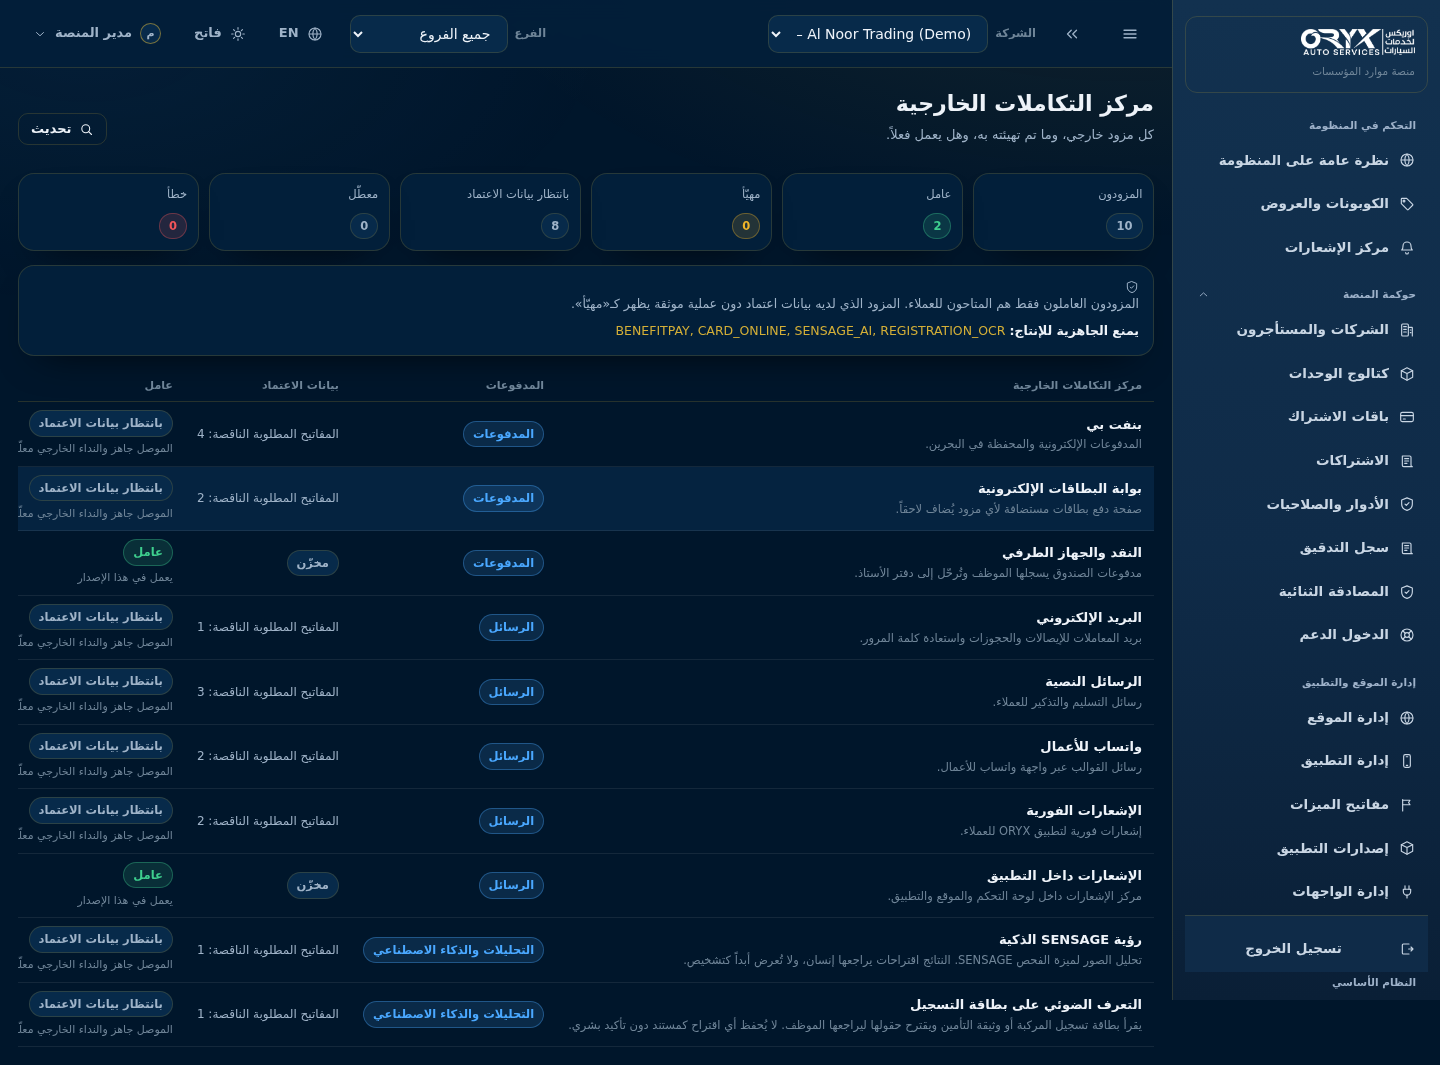 اوريكس
لخدمات
السيارات
ORYX
AUTO SERVICES
منصة موارد المؤسسات
التحكم في المنظومة
نظرة عامة على المنظومة
الكوبونات والعروض
مركز الإشعارات
حوكمة المنصة
الشركات والمستأجرون
كتالوج الوحدات
باقات الاشتراك
الاشتراكات
الأدوار والصلاحيات
سجل التدقيق
المصادقة الثنائية
الدخول الدعم
إدارة الموقع والتطبيق
إدارة الموقع
إدارة التطبيق
مفاتيح الميزات
إصدارات التطبيق
إدارة الواجهات
تسجيل الخروج
النظام الأساسي
الشركة Al Noor Trading (Demo) – الفرع جميع الفروع EN فاتح م مدير المنصة
مركز التكاملات الخارجية
كل مزود خارجي، وما تم تهيئته به، وهل يعمل فعلاً.
تحديث
المزودون 10
عامل 2
مهيّأ 0
بانتظار بيانات الاعتماد 8
معطّل 0
خطأ 0
المزودون العاملون فقط هم المتاحون للعملاء. المزود الذي لديه بيانات اعتماد دون عملية موثقة يظهر كـ«مهيّأ».
يمنع الجاهزية للإنتاج: BENEFITPAY, CARD_ONLINE, SENSAGE_AI, REGISTRATION_OCR
مركز التكاملات الخارجية المدفوعات بيانات الاعتماد عامل
بنفت بي المدفوعات المفاتيح المطلوبة الناقصة: 4 بانتظار بيانات الاعتماد
المدفوعات الإلكترونية والمحفظة في البحرين. الموصل جاهز والنداء الخارجي معلّ
بوابة البطاقات الإلكترونية المدفوعات المفاتيح المطلوبة الناقصة: 2 بانتظار بيانات الاعتماد
صفحة دفع بطاقات مستضافة لأي مزود يُضاف لاحقاً. الموصل جاهز والنداء الخارجي معلّ
النقد والجهاز الطرفي المدفوعات مخزّن عامل
مدفوعات الصندوق يسجلها الموظف وتُرحّل إلى دفتر الأستاذ. يعمل في هذا الإصدار
البريد الإلكتروني الرسائل المفاتيح المطلوبة الناقصة: 1 بانتظار بيانات الاعتماد
بريد المعاملات للإيصالات والحجوزات واستعادة كلمة المرور. الموصل جاهز والنداء الخارجي معلّ
الرسائل النصية الرسائل المفاتيح المطلوبة الناقصة: 3 بانتظار بيانات الاعتماد
رسائل التسليم والتذكير للعملاء. الموصل جاهز والنداء الخارجي معلّ
واتساب للأعمال الرسائل المفاتيح المطلوبة الناقصة: 2 بانتظار بيانات الاعتماد
رسائل القوالب عبر واجهة واتساب للأعمال. الموصل جاهز والنداء الخارجي معلّ
الإشعارات الفورية الرسائل المفاتيح المطلوبة الناقصة: 2 بانتظار بيانات الاعتماد
إشعارات فورية لتطبيق ORYX للعملاء. الموصل جاهز والنداء الخارجي معلّ
الإشعارات داخل التطبيق الرسائل مخزّن عامل
مركز الإشعارات داخل لوحة التحكم والموقع والتطبيق. يعمل في هذا الإصدار
رؤية SENSAGE الذكية التحليلات والذكاء الاصطناعي المفاتيح المطلوبة الناقصة: 1 بانتظار بيانات الاعتماد
تحليل الصور لميزة الفحص SENSAGE. النتائج اقتراحات يراجعها إنسان، ولا تُعرض أبداً كتشخيص. الموصل جاهز والنداء الخارجي معلّ
التعرف الضوئي على بطاقة التسجيل التحليلات والذكاء الاصطناعي المفاتيح المطلوبة الناقصة: 1 بانتظار بيانات الاعتماد
يقرأ بطاقة تسجيل المركبة أو وثيقة التأمين ويقترح حقولها ليراجعها الموظف. لا يُحفظ أي اقتراح كمستند دون تأكيد بشري. الموصل جاهز والنداء الخارجي معلّ